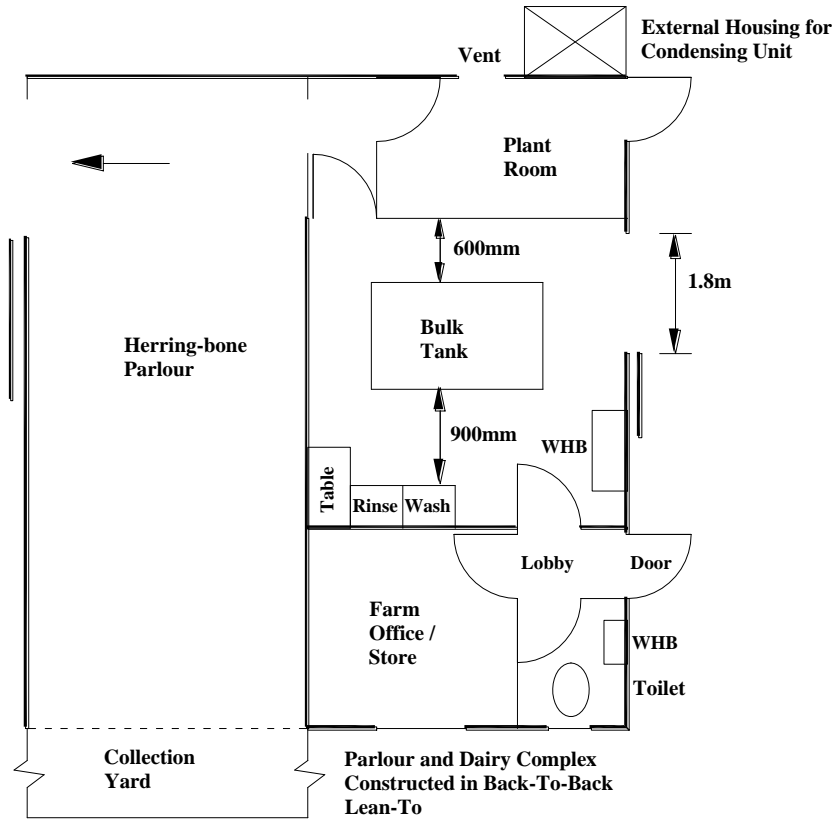 External Housing for
Condensing Unit
Vent
Plant
Room
600mm
1.8m
Bulk
Tank
Herring-bone
Parlour
900mm
WHB
Table
Rinse
Wash
Lobby
Door
Farm
Office /
Store
WHB
Toilet
Collection
Yard
Parlour and Dairy Complex
Constructed in Back-To-Back
Lean-To